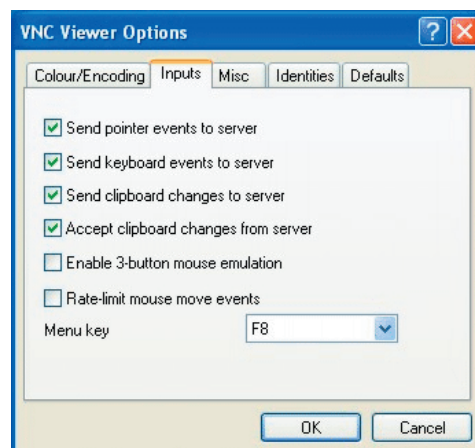 VNC Viewer Options
Colour/Encoding Inputs Misc Identities Defaults
Send pointer events to server
Send keyboard events to server
Send clipboard changes to server
Accept clipboard changes from server
Enable 3-button mouse emulation
Rate-limit mouse move events
Menu key F8
OK Cancel